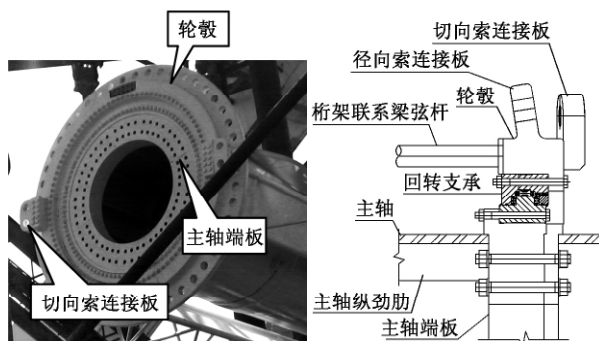 轮毂
主轴端板
切向索连接板
切向索连接板
径向索连接板
轮毂
桁架联系梁弦杆
回转支承
主轴
主轴纵劲肋
主轴端板